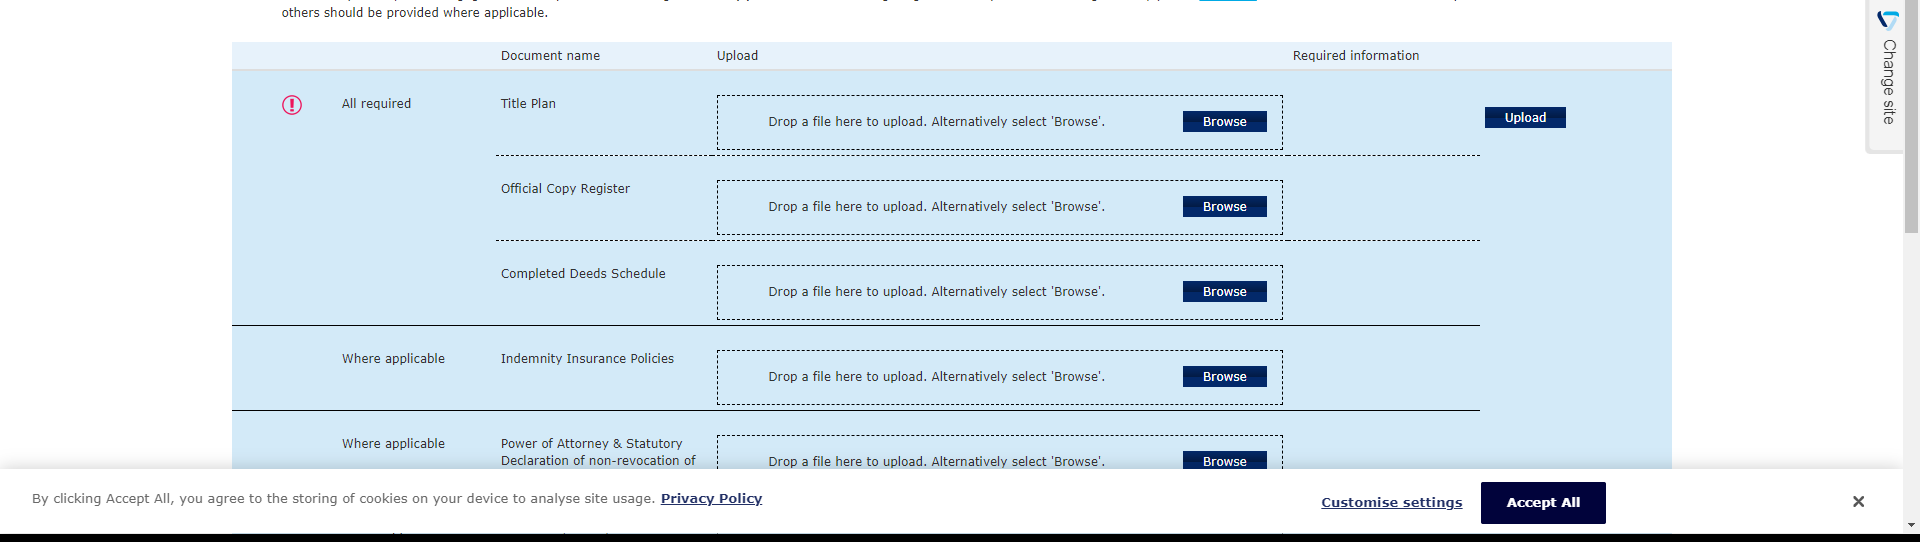 others should be provided where applicable.
Document name Upload Required information
All required Title Plan Drop a file here to upload. Alternatively select 'Browse'. Browse Upload
Official Copy Register Drop a file here to upload. Alternatively select 'Browse'. Browse
Completed Deeds Schedule Drop a file here to upload. Alternatively select 'Browse'. Browse
Where applicable Indemnity Insurance Policies Drop a file here to upload. Alternatively select 'Browse'. Browse
Where applicable Power of Attorney & Statutory
Declaration of non-revocation of Drop a file here to upload. Alternatively select 'Browse'. Browse
By clicking Accept All, you agree to the storing of cookies on your device to analyse site usage. Privacy Policy Customise settings Accept All
Change site